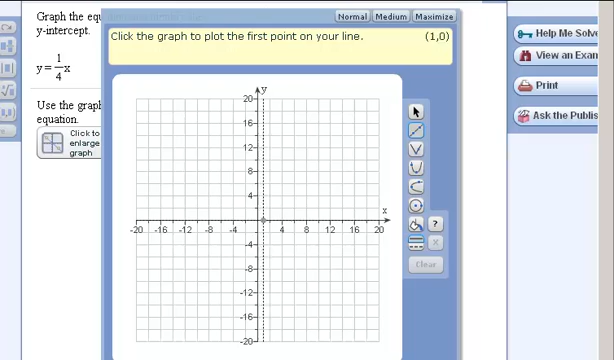 Graph the equ
y-intercept.
y = 1/4 x
Use the graph
equation.
Click to
enlarge
graph
Normal Medium Maximize
Click the graph to plot the first point on your line. (1,0)
y
20
16
12
8
4
x
-20 -16 -12 -8 -4 4 8 12 16 20
-4
-8
-12
-16
-20
?
x
Clear
Help Me Solve
View an Exam
Print
Ask the Publis